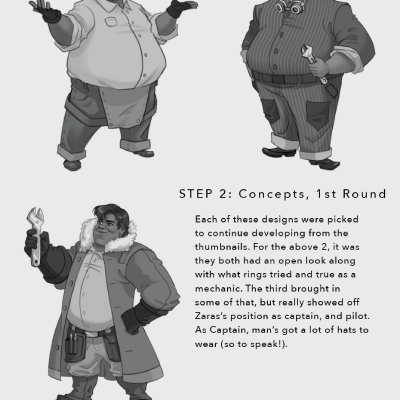 STEP 2: Concepts, 1st Round
Each of these designs were picked
to continue developing from the
thumbnails. For the above 2, it was
they both had an open look along
with what rings tried and true as a
mechanic. The third brought in
some of that, but really showed off
Zaras's position as captain, and pilot.
As Captain, man's got a lot of hats to
wear (so to speak!).